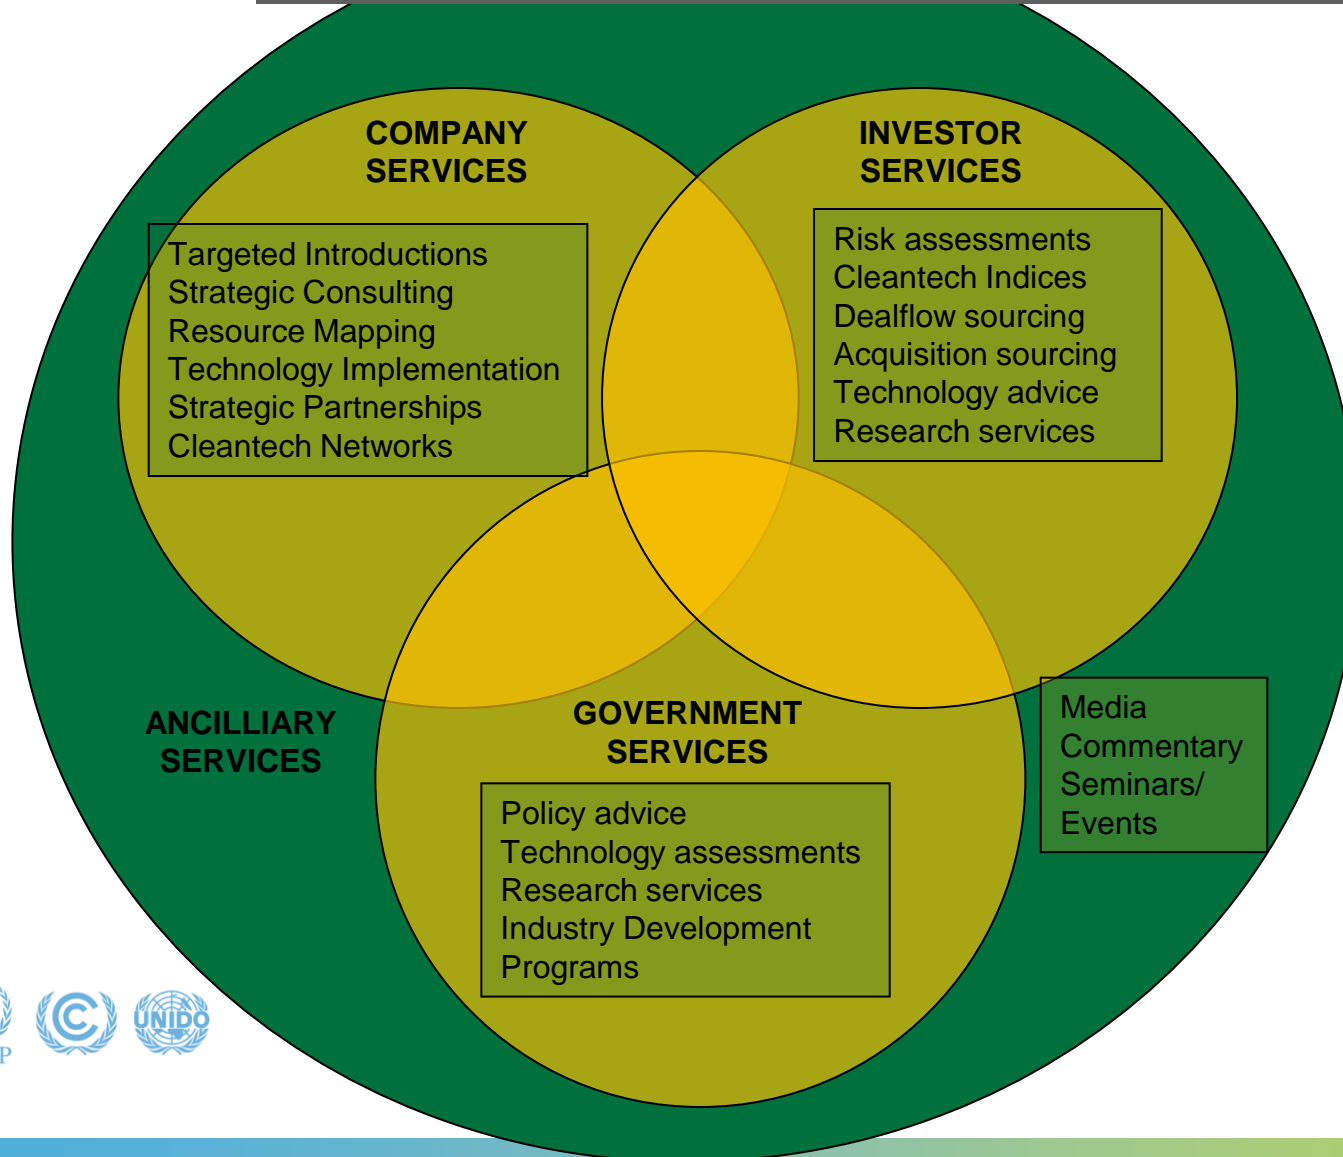 COMPANY
SERVICES
INVESTOR
SERVICES
Targeted Introductions
Strategic Consulting
Resource Mapping
Technology Implementation
Strategic Partnerships
Cleantech Networks
Risk assessments
Cleantech Indices
Dealflow sourcing
Acquisition sourcing
Technology advice
Research services
ANCILLIARY
SERVICES
GOVERNMENT
SERVICES
Policy advice
Technology assessments
Research services
Industry Development
Programs
Media
Commentary
Seminars/
Events
P
C
UNIDO